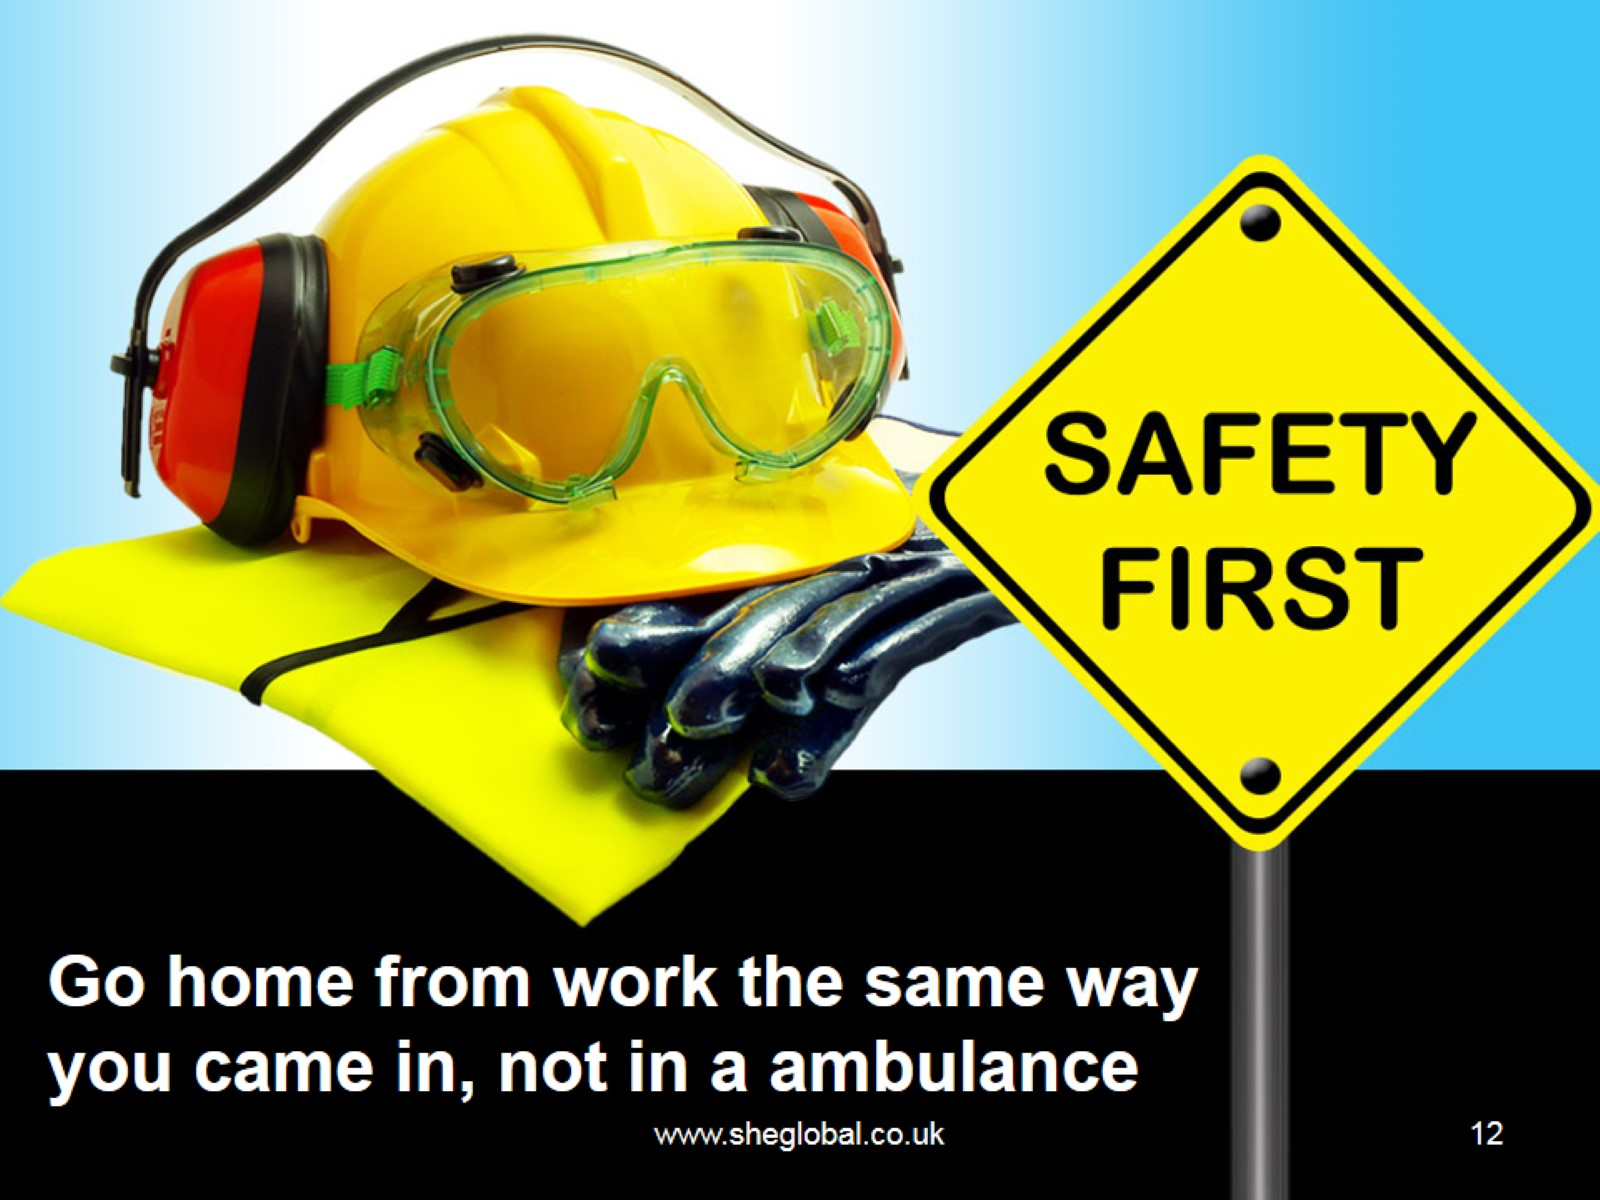 SAFETY
FIRST
Go home from work the same way
you came in, not in a ambulance
www.sheglobal.co.uk
12